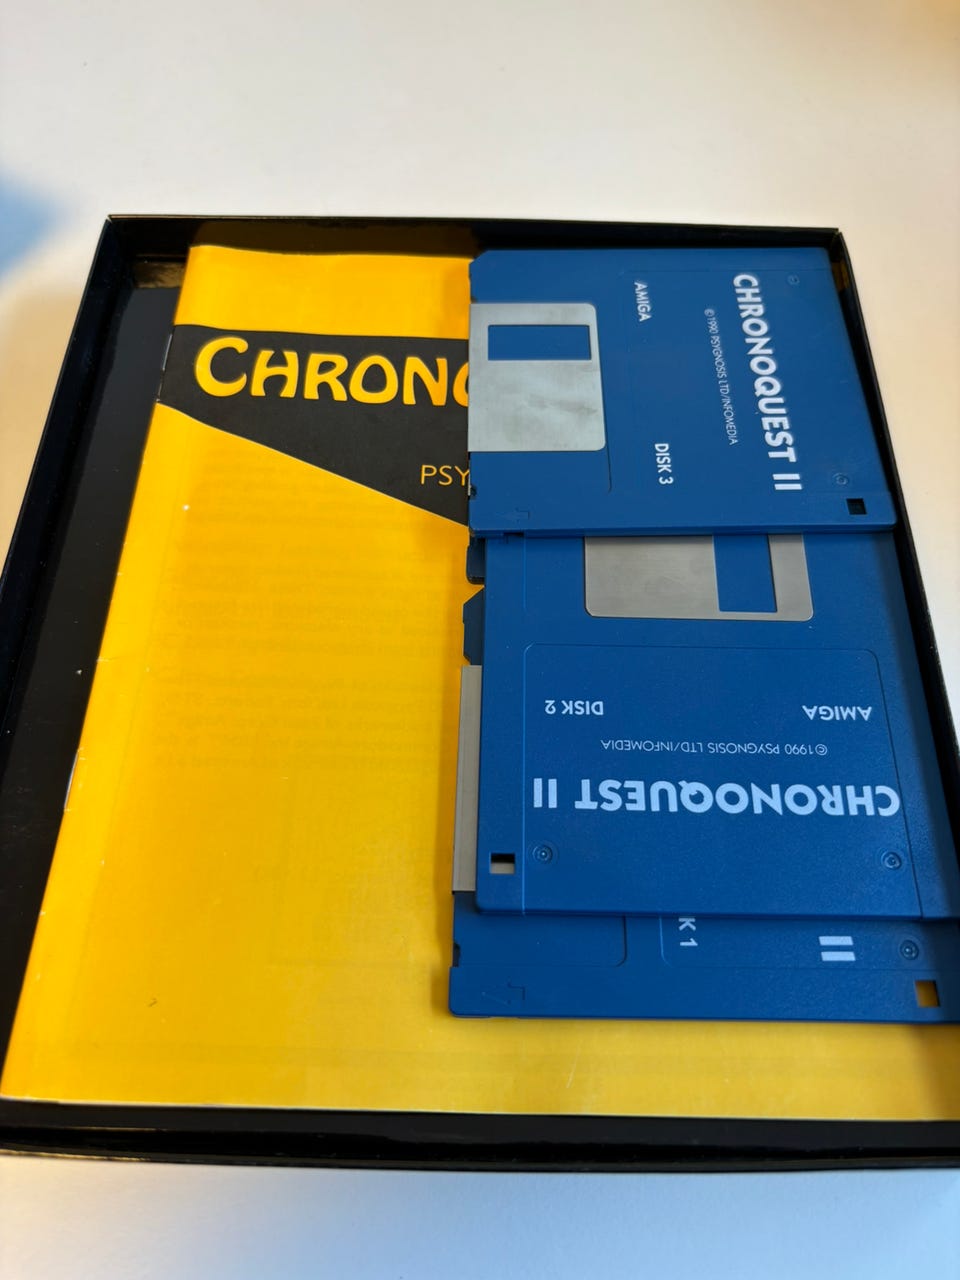 CHRONO
PSY
CHRONOQUEST II
©1990 PSYGNOSIS LTD/INFOMEDIA
AMIGA
DISK 3
CHRONOQUEST II
©1990 PSYGNOSIS LTD/INFOMEDIA
AMIGA
DISK 2
II
K 1